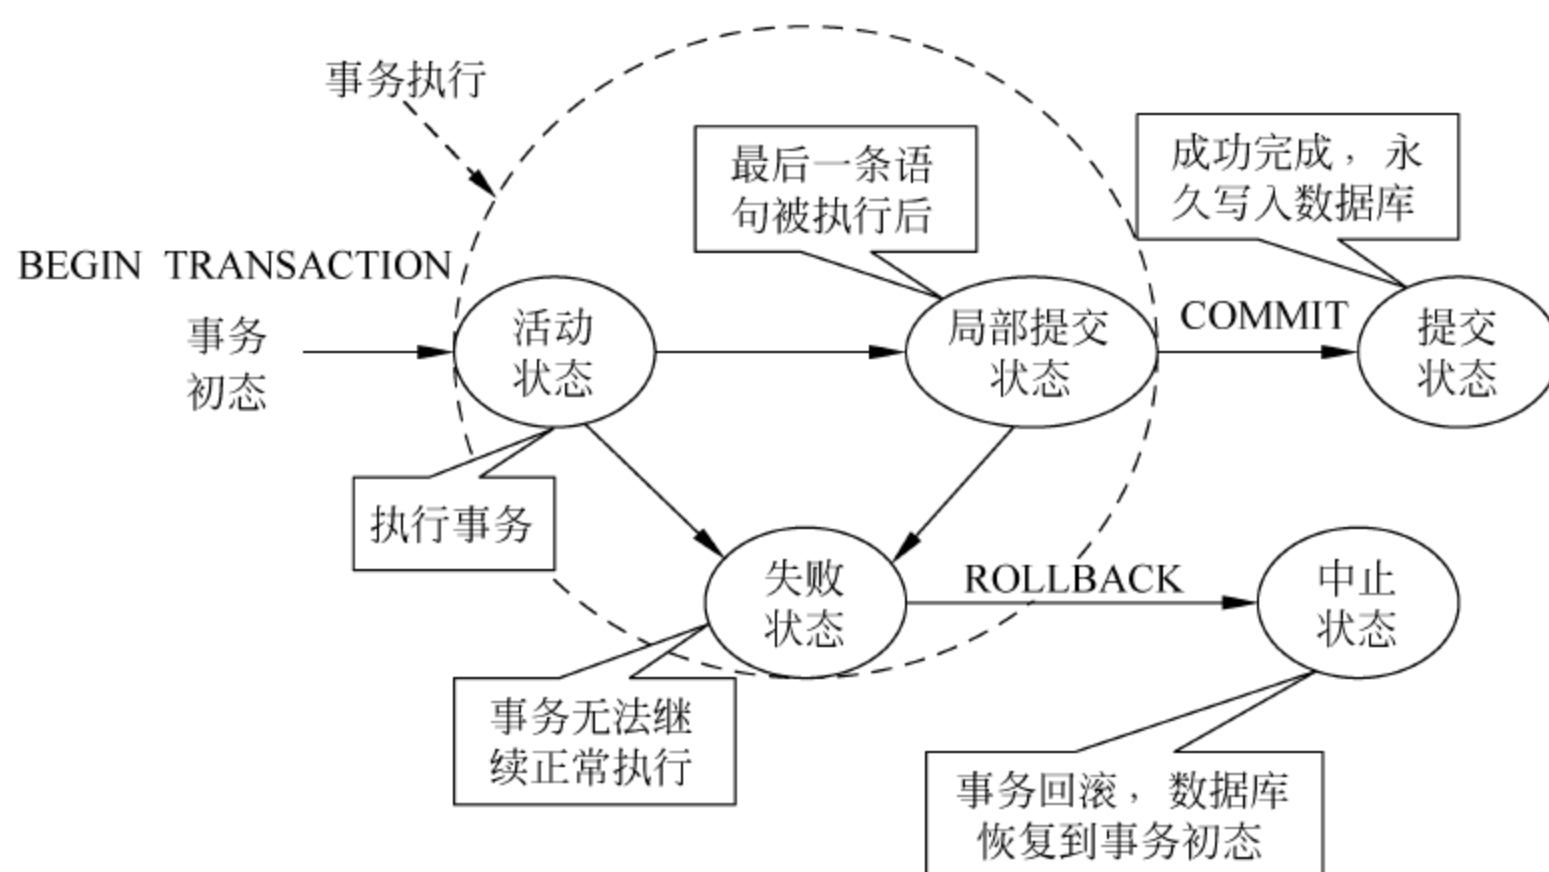 事务执行
最后一条语
句被执行后
成功完成，永
久写入数据库
BEGIN TRANSACTION
事务
初态
活动
状态
局部提交
状态
COMMIT
提交
状态
执行事务
失败
状态
ROLLBACK
中止
状态
事务无法继
续正常执行
事务回滚，数据库
恢复到事务初态